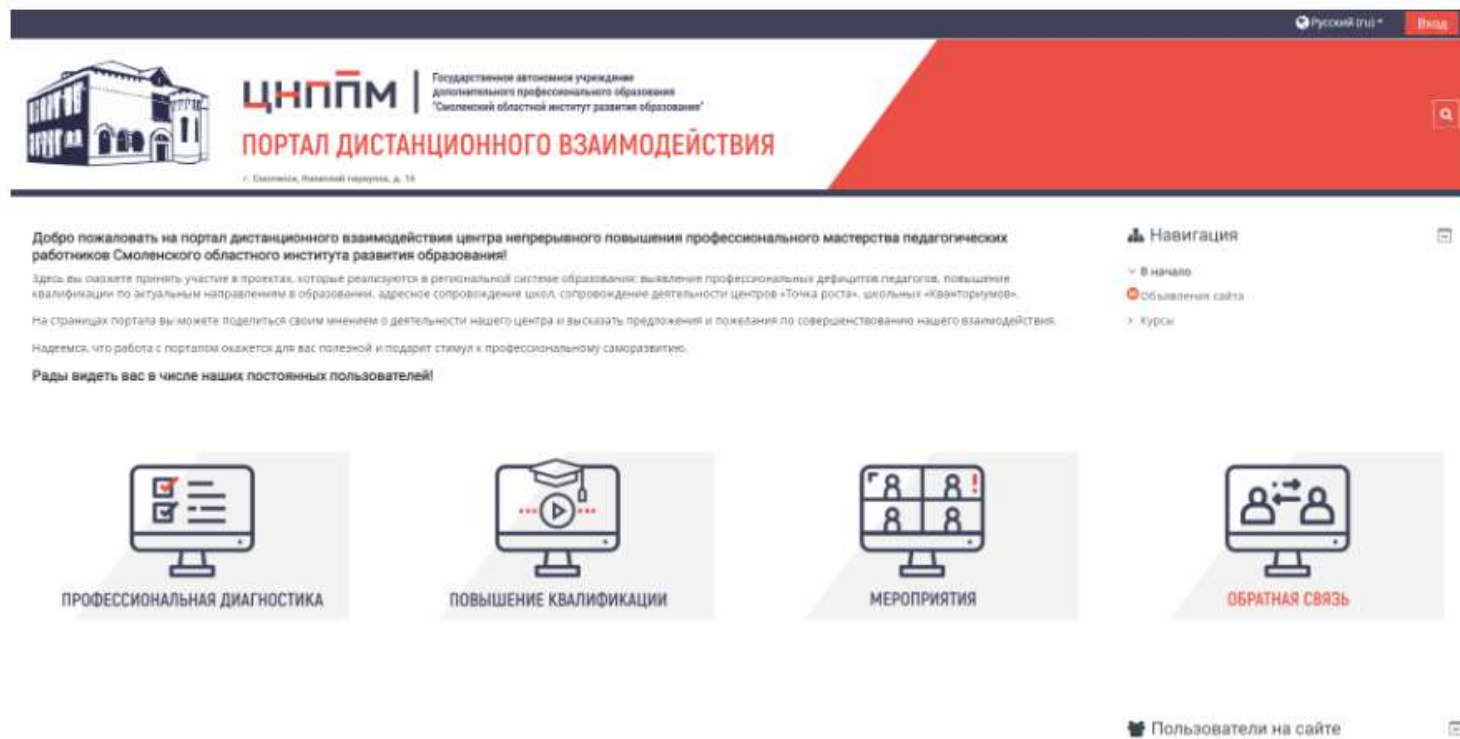 Русский (ru)
Вход
ЦНППМ
Государственное автономное учреждение
дополнительного профессионального образования
"Смоленский областной институт развития образования"
ПОРТАЛ ДИСТАНЦИОННОГО ВЗАИМОДЕЙСТВИЯ
г. Смоленск, переулок, д.
Добро пожаловать на портал дистанционного взаимодействия центра непрерывного повышения профессионального мастерства педагогических
работников Смоленского областного института развития образования!
Здесь вы сможете принять участие в проектах, которые реализуются в региональной системе образования: выявление профессиональных дефицитов педагогов, повышение
квалификации по актуальным направлениям в образовании, адресное сопровождение школ, сопровождение деятельности центров «Точка роста», школьных «Кванториумов».
На страницах портала вы можете поделиться своим мнением о деятельности нашего центра и высказать предложения и пожелания по совершенствованию нашего взаимодействия.
Надеемся, что работа с порталом окажется для вас полезной и подарит стимул к профессиональному саморазвитию.
Рады видеть вас в числе наших постоянных пользователей!
Навигация
В начало
Объявления сайта
Курсы
ПРОФЕССИОНАЛЬНАЯ ДИАГНОСТИКА
ПОВЫШЕНИЕ КВАЛИФИКАЦИИ
МЕРОПРИЯТИЯ
ОБРАТНАЯ СВЯЗЬ
Пользователи на сайте